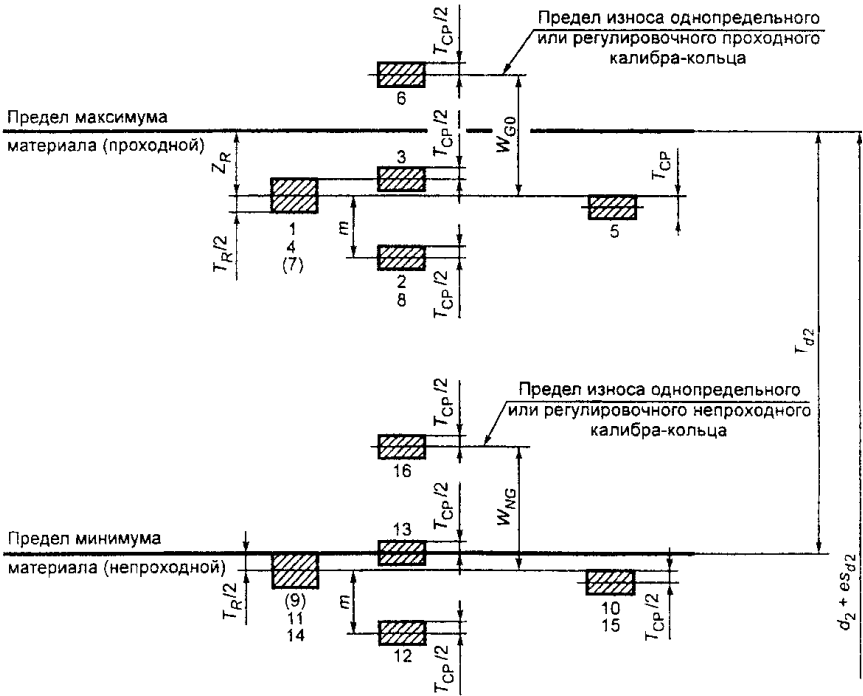 Предел износа однопредельного
или регулировочного проходного
калибра-кольца
T_CP/2
6
Предел максимума
материала (проходной)
Z_R
T_CP/2
W_G0
3
T_CP
1
4
(7)
T_R/2
m
2
8
T_CP/2
5
T_d2
Предел износа однопредельного
или регулировочного непроходного
калибра-кольца
T_CP/2
16
W_NG
T_CP/2
13
Предел минимума
материала (непроходной)
T_R/2
(9)
11
14
m
12
T_CP/2
10
15
T_CP/2
d_2 + es_d2